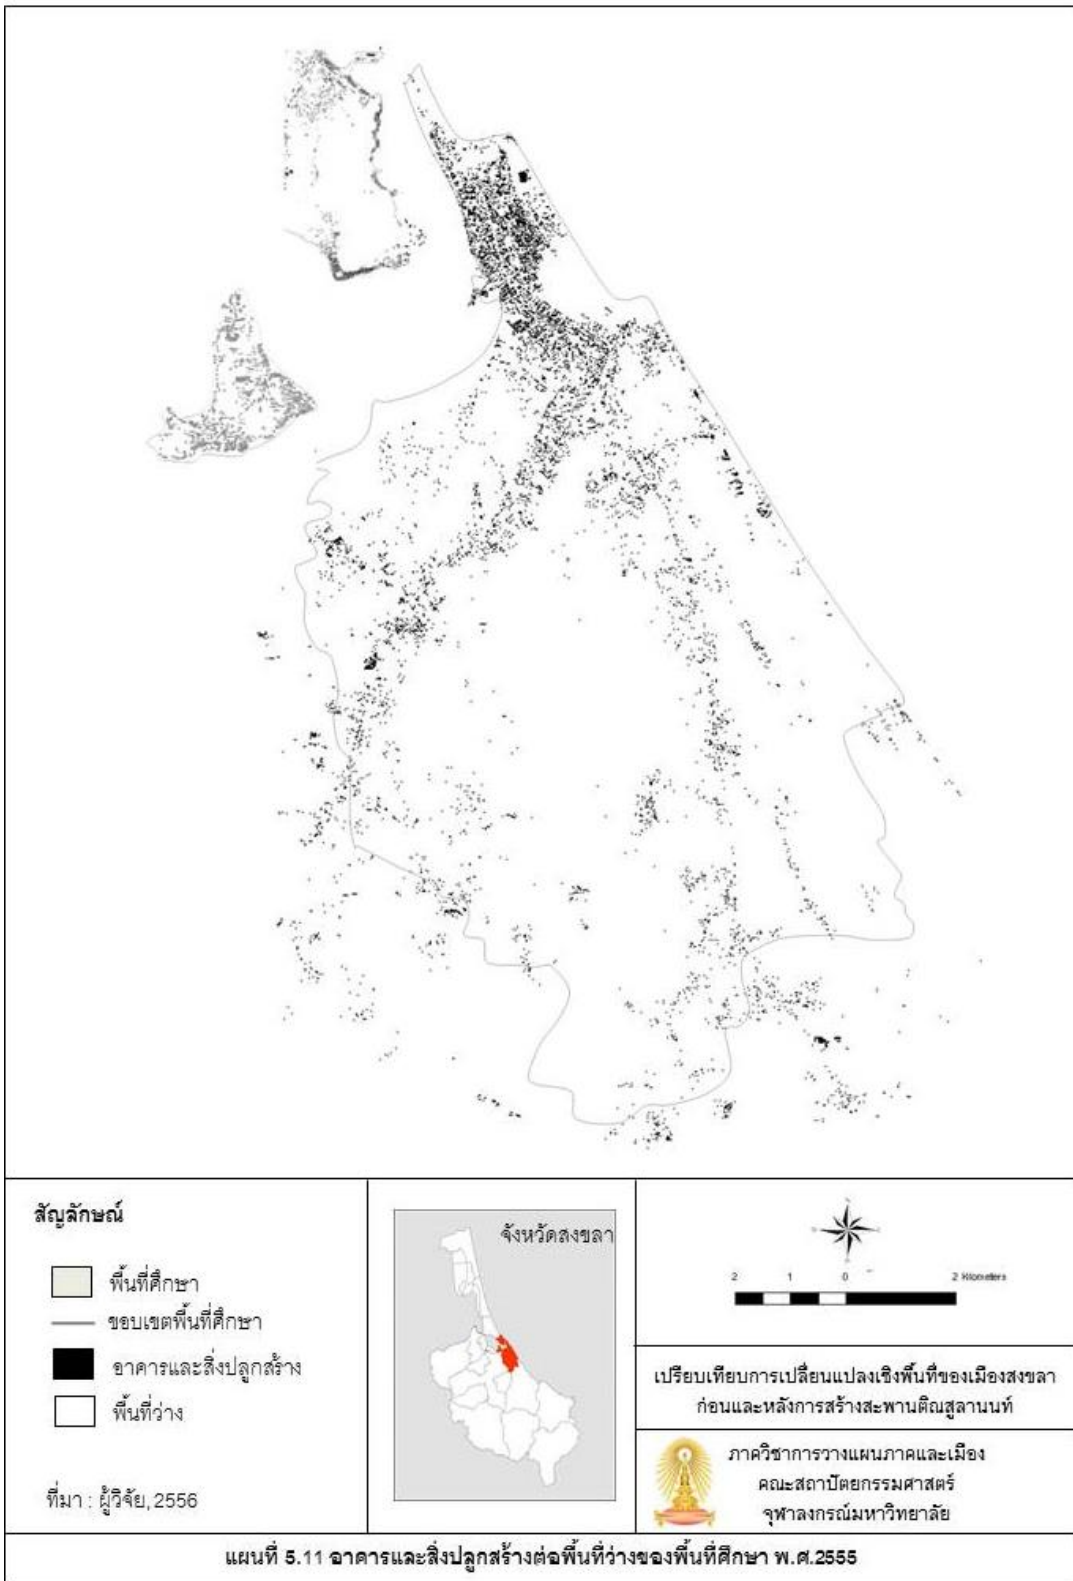 สัญลักษณ์
พื้นที่ศึกษา
ขอบเขตพื้นที่ศึกษา
อาคารและสิ่งปลูกสร้าง
พื้นที่ว่าง
ที่มา : ผู้วิจัย, 2556
จังหวัดสงขลา
2 1 0 2 Kilometers
เปรียบเทียบการเปลี่ยนแปลงเชิงพื้นที่ของเมืองสงขลา
ก่อนและหลังการสร้างสะพานติณสูลานนท์
ภาควิชาการวางแผนภาคและเมือง
คณะสถาปัตยกรรมศาสตร์
จุฬาลงกรณ์มหาวิทยาลัย
แผนที่ 5.11 อาคารและสิ่งปลูกสร้างต่อพื้นที่ว่างของพื้นที่ศึกษา พ.ศ.2555